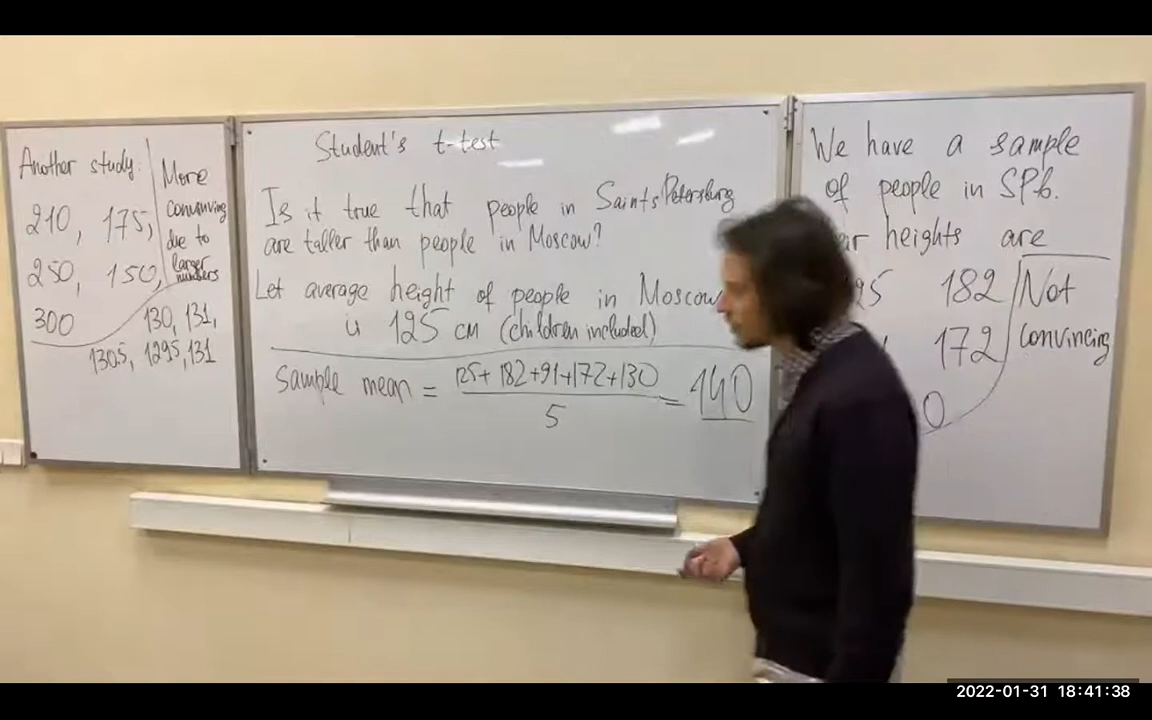 Another study:
210, 175,
250, 150,
300
More
convinving
due to
larger
numbers
130, 131,
130.5, 129.5, 131
Student's t-test
Is it true that people in Saint Petersburg
are taller than people in Moscow?
Let average height of people in Moscow
is 125 cm (children included)
Sample mean = 125+182+91+172+130 = 140
5
We have a sample
of people in SPb.
heights are
182
172
Not
convincing
2022-01-31 18:41:38